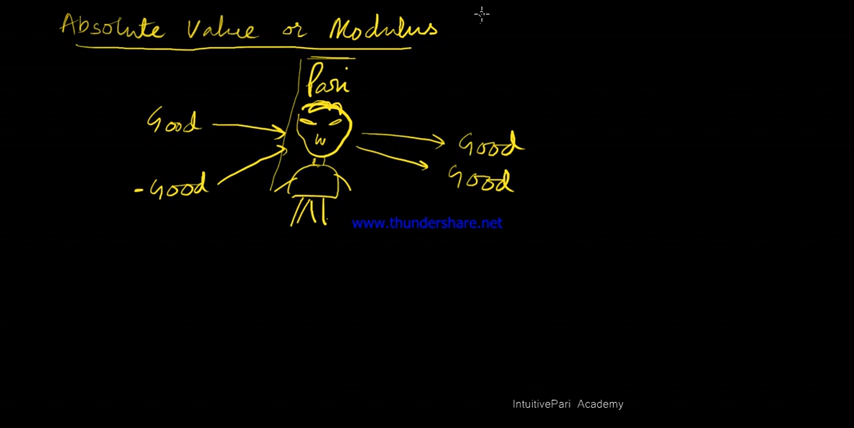 Absolute Value or Modulus
Pari
Good
- Good
Good
Good
www.thundershare.net
IntuitivePari Academy